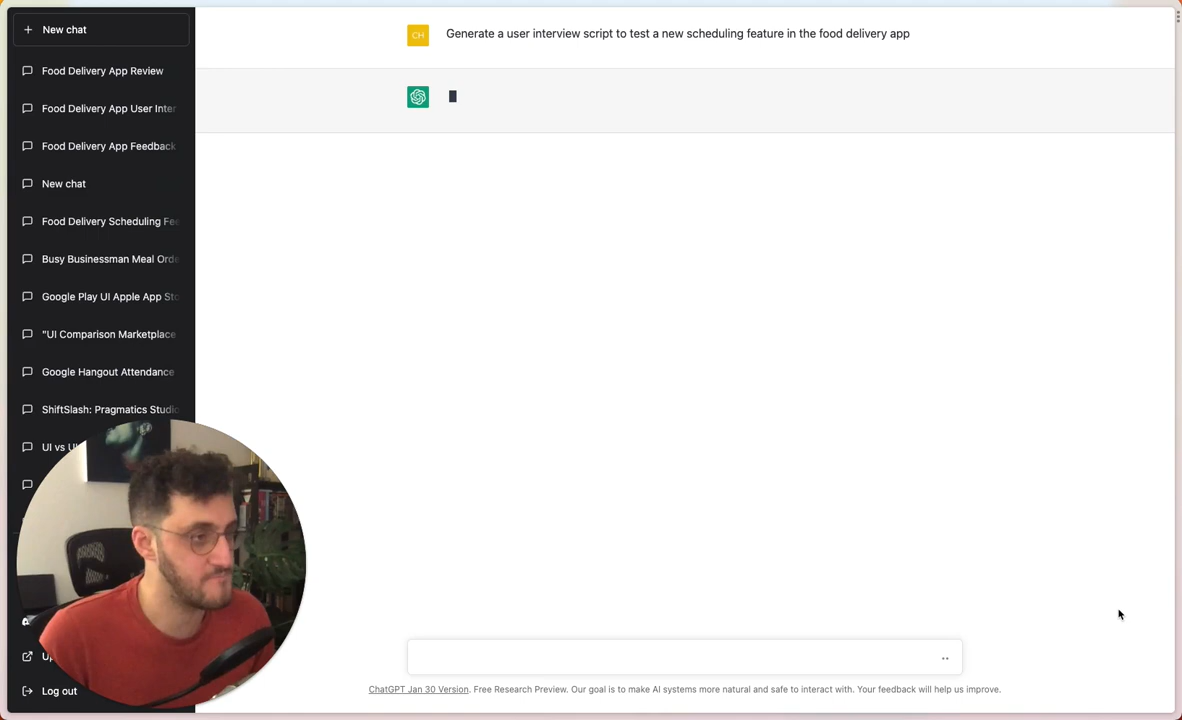 New chat
Food Delivery App Review
Food Delivery App User Inter
Food Delivery App Feedback
New chat
Food Delivery Scheduling Fe
Busy Businessman Meal Orde
Google Play UI Apple App Sto
"UI Comparison Marketplace
Google Hangout Attendance
ShiftSlash: Pragmatics Studio
UI vs
Log out
CH
Generate a user interview script to test a new scheduling feature in the food delivery app
ChatGPT Jan 30 Version. Free Research Preview. Our goal is to make AI systems more natural and safe to interact with. Your feedback will help us improve.